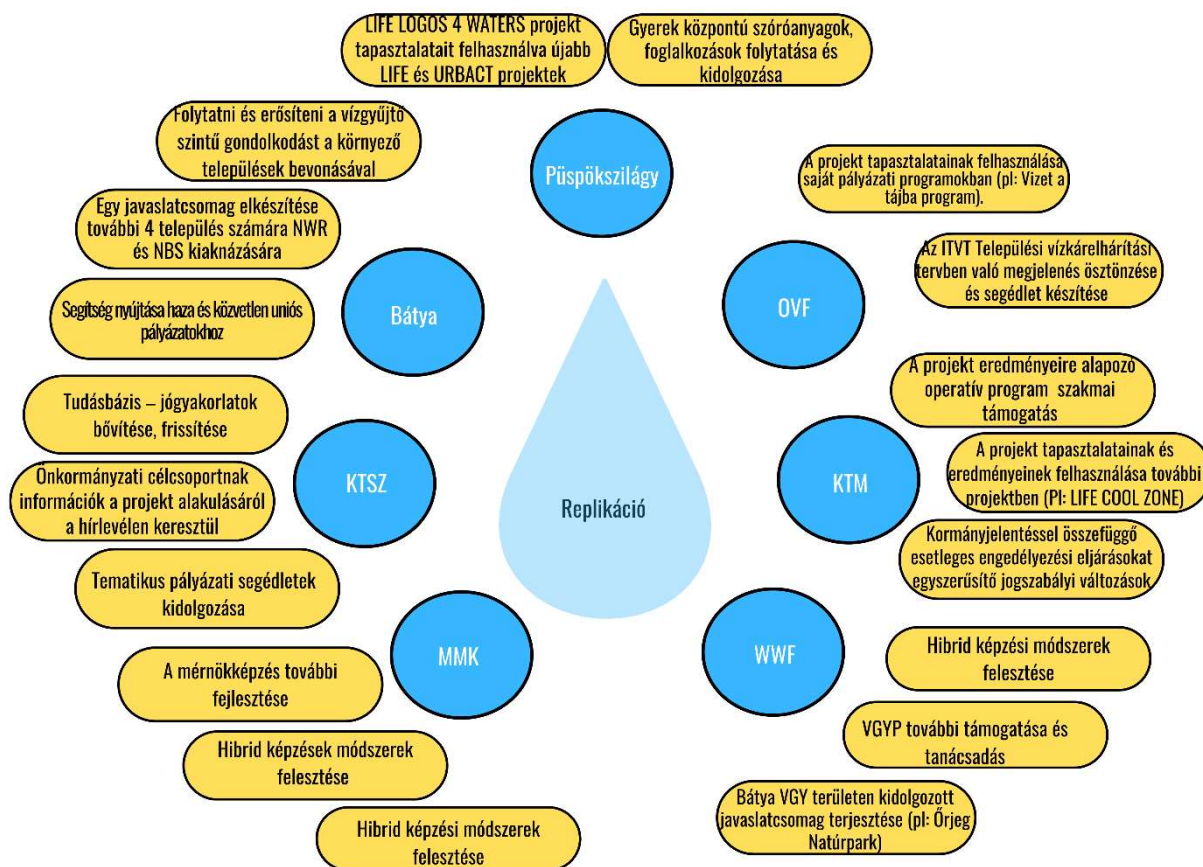 LIFE LOGOS 4 WATERS projekt
tapasztalatait felhasználva újabb
LIFE és URBACT projektek
Gyerek központú szóróanyagok,
foglalkozások folytatása és
kidolgozása
Folytatni és erősíteni a vízgyűjtő
szintű gondolkodást a környező
települések bevonásával
Püspökszilágy
A projekt tapasztalatainak felhasználása
saját pályázati programokban (pl: Vizet a
tájba program).
Egy javaslatcsomag elkészítése
további 4 település számára NWR
és NBS kiaknázására
Az ITVT Települési vízkárelhárítási
tervben való megjelenés ösztönzése
és segédlet készítése
Segítség nyújtása haza és közvetlen uniós
pályázatokhoz
Bátya
OVF
A projekt eredményeire alapozó
operatív program szakmai
támogatás
Tudásbázis – jógyakorlatok
bővítése, frissítése
Önkormányzati célcsoportnak
információk a projekt alakulásáról
a hírlevélen keresztül
KTSZ
Replikáció
KTM
A projekt tapasztalatainak és
eredményeinek felhasználása további
projektben (Pl: LIFE COOL ZONE)
Kormányjelentéssel összefüggő
esetleges engedélyezési eljárásokat
egyszerűsítő jogszabályi változások
Tematikus pályázati segédletek
kidolgozása
MMK
WWF
Hibrid képzési módszerek
felesztése
A mérnökképzés további
fejlesztése
VGYP további támogatása és
tanácsadás
Hibrid képzések módszerek
felesztése
Bátya VGY területen kidolgozott
javaslatcsomag terjesztése (pl: Őrjeg
Natúrpark)
Hibrid képzési módszerek
felesztése